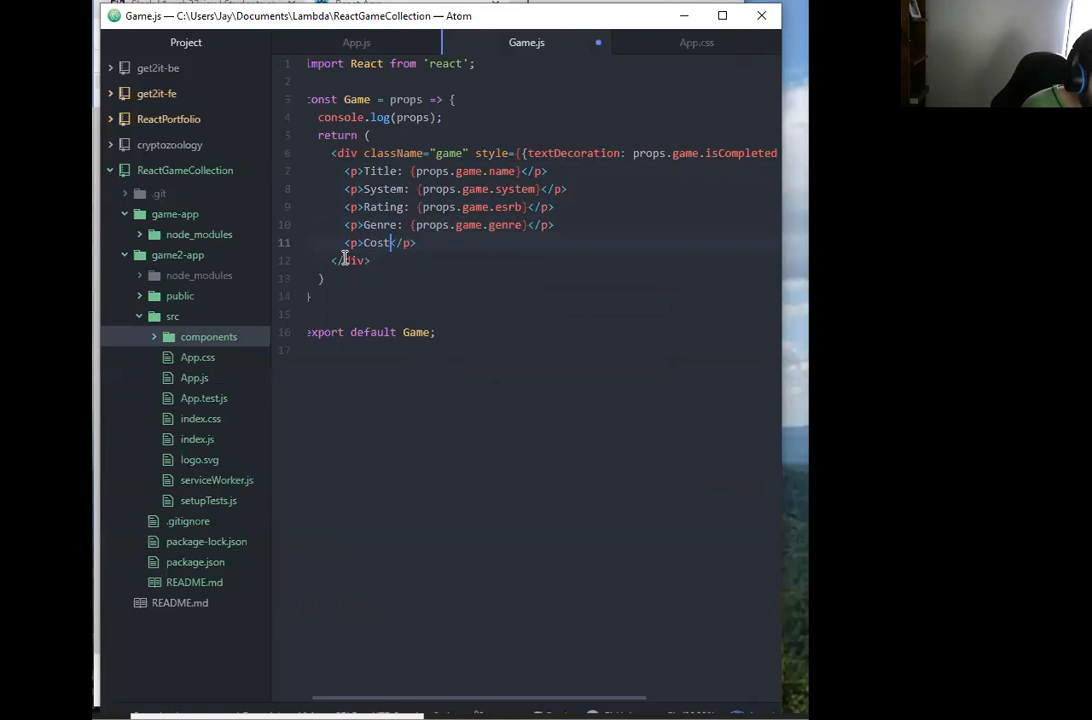 Game.js — C:\Users\Jay\Documents\Lambda\ReactGameCollection — Atom
Project
App.js
Game.js
App.css
get2it-be
get2it-fe
ReactPortfolio
cryptozoology
ReactGameCollection
.git
game-app
node_modules
game2-app
node_modules
public
src
components
App.css
App.js
App.test.js
index.css
index.js
logo.svg
serviceWorker.js
setupTests.js
.gitignore
package-lock.json
package.json
README.md
README.md
1 import React from 'react';
2
3 const Game = props => {
4 console.log(props);
5 return (
6 <div className="game" style={{textDecoration: props.game.isCompleted
7 <p>Title: {props.game.name}</p>
8 <p>System: {props.game.system}</p>
9 <p>Rating: {props.game.esrb}</p>
10 <p>Genre: {props.game.genre}</p>
11 <p>Cost</p>
12 </div>
13 )
14 }
15
16 export default Game;
17